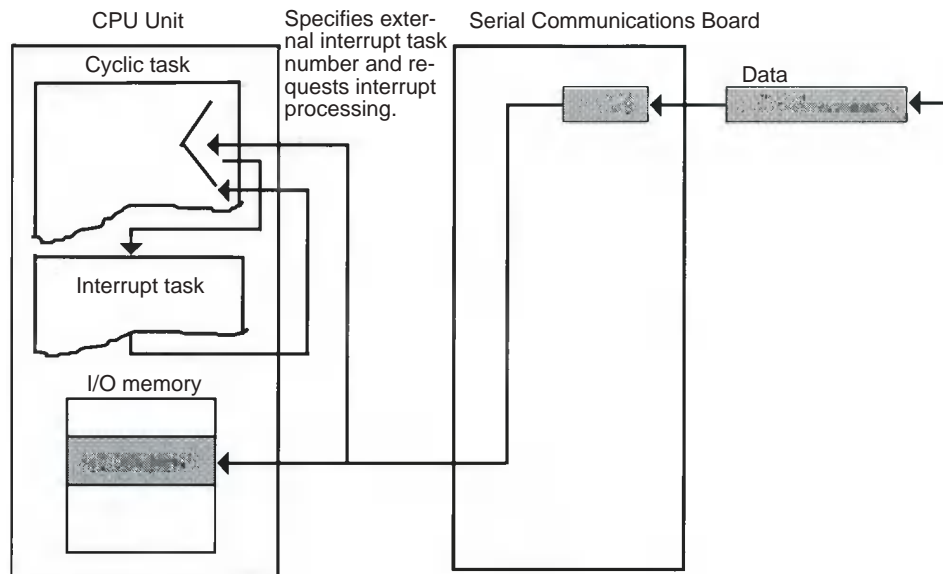 CPU Unit
Specifies exter-
nal interrupt task
number and re-
quests interrupt
processing.
Serial Communications Board
Cyclic task
Data
Interrupt task
I/O memory